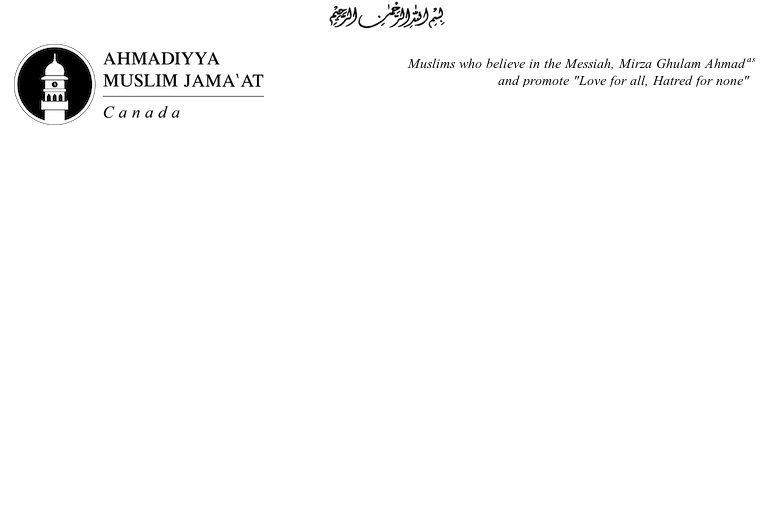 بسم الله الرحمن الرحيم
AHMADIYYA
MUSLIM JAMA'AT
Canada
Muslims who believe in the Messiah, Mirza Ghulam Ahmad as
and promote "Love for all, Hatred for none"